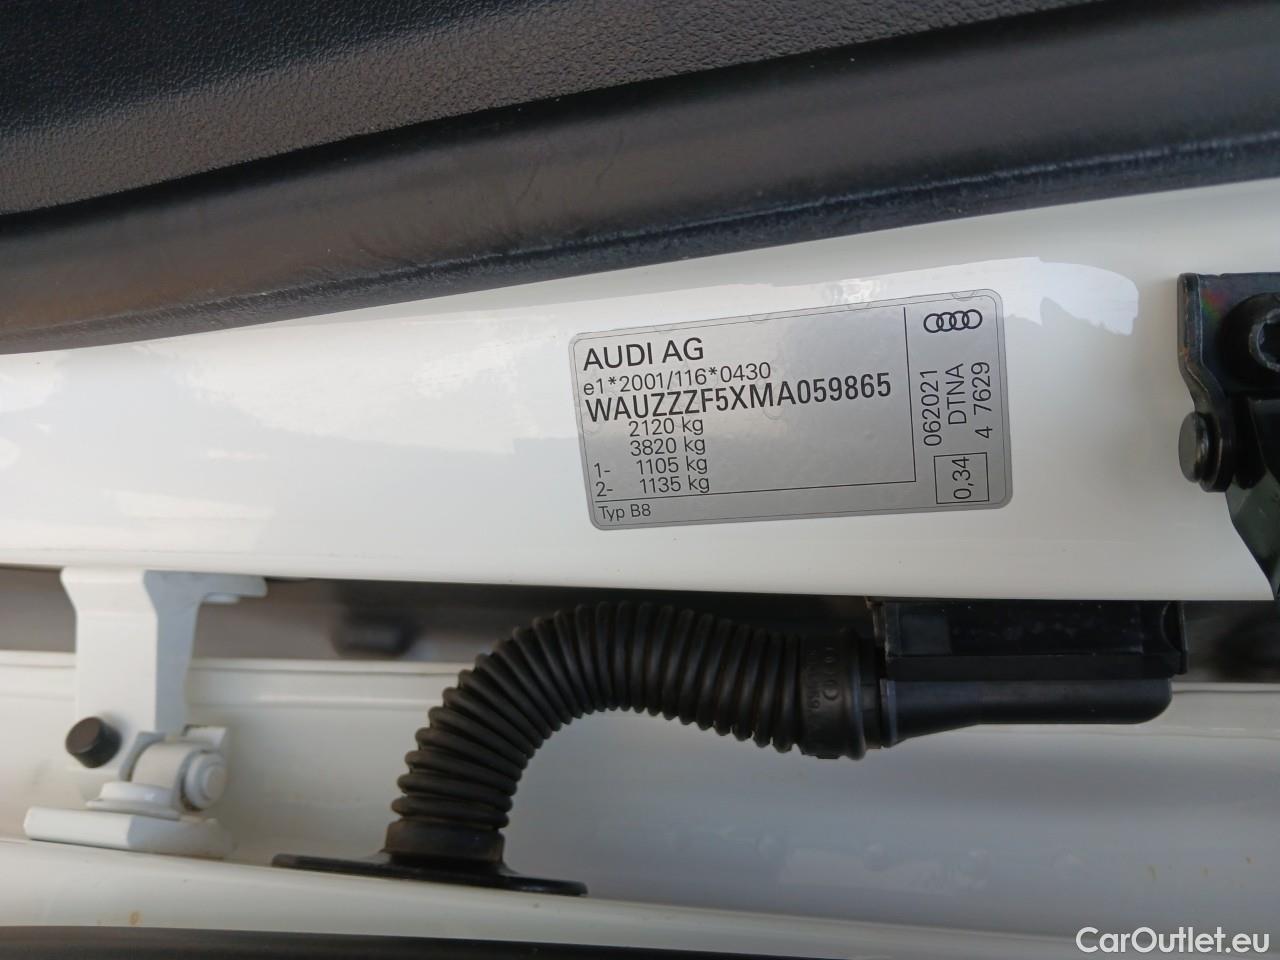 AUDI AG
e1*2001/116*0430
WAUZZZF5XMA059865
2120 kg
3820 kg
1- 1105 kg
2- 1135 kg
Typ B8
062021
DTNA
4 7629
0,34
CarOutlet.eu